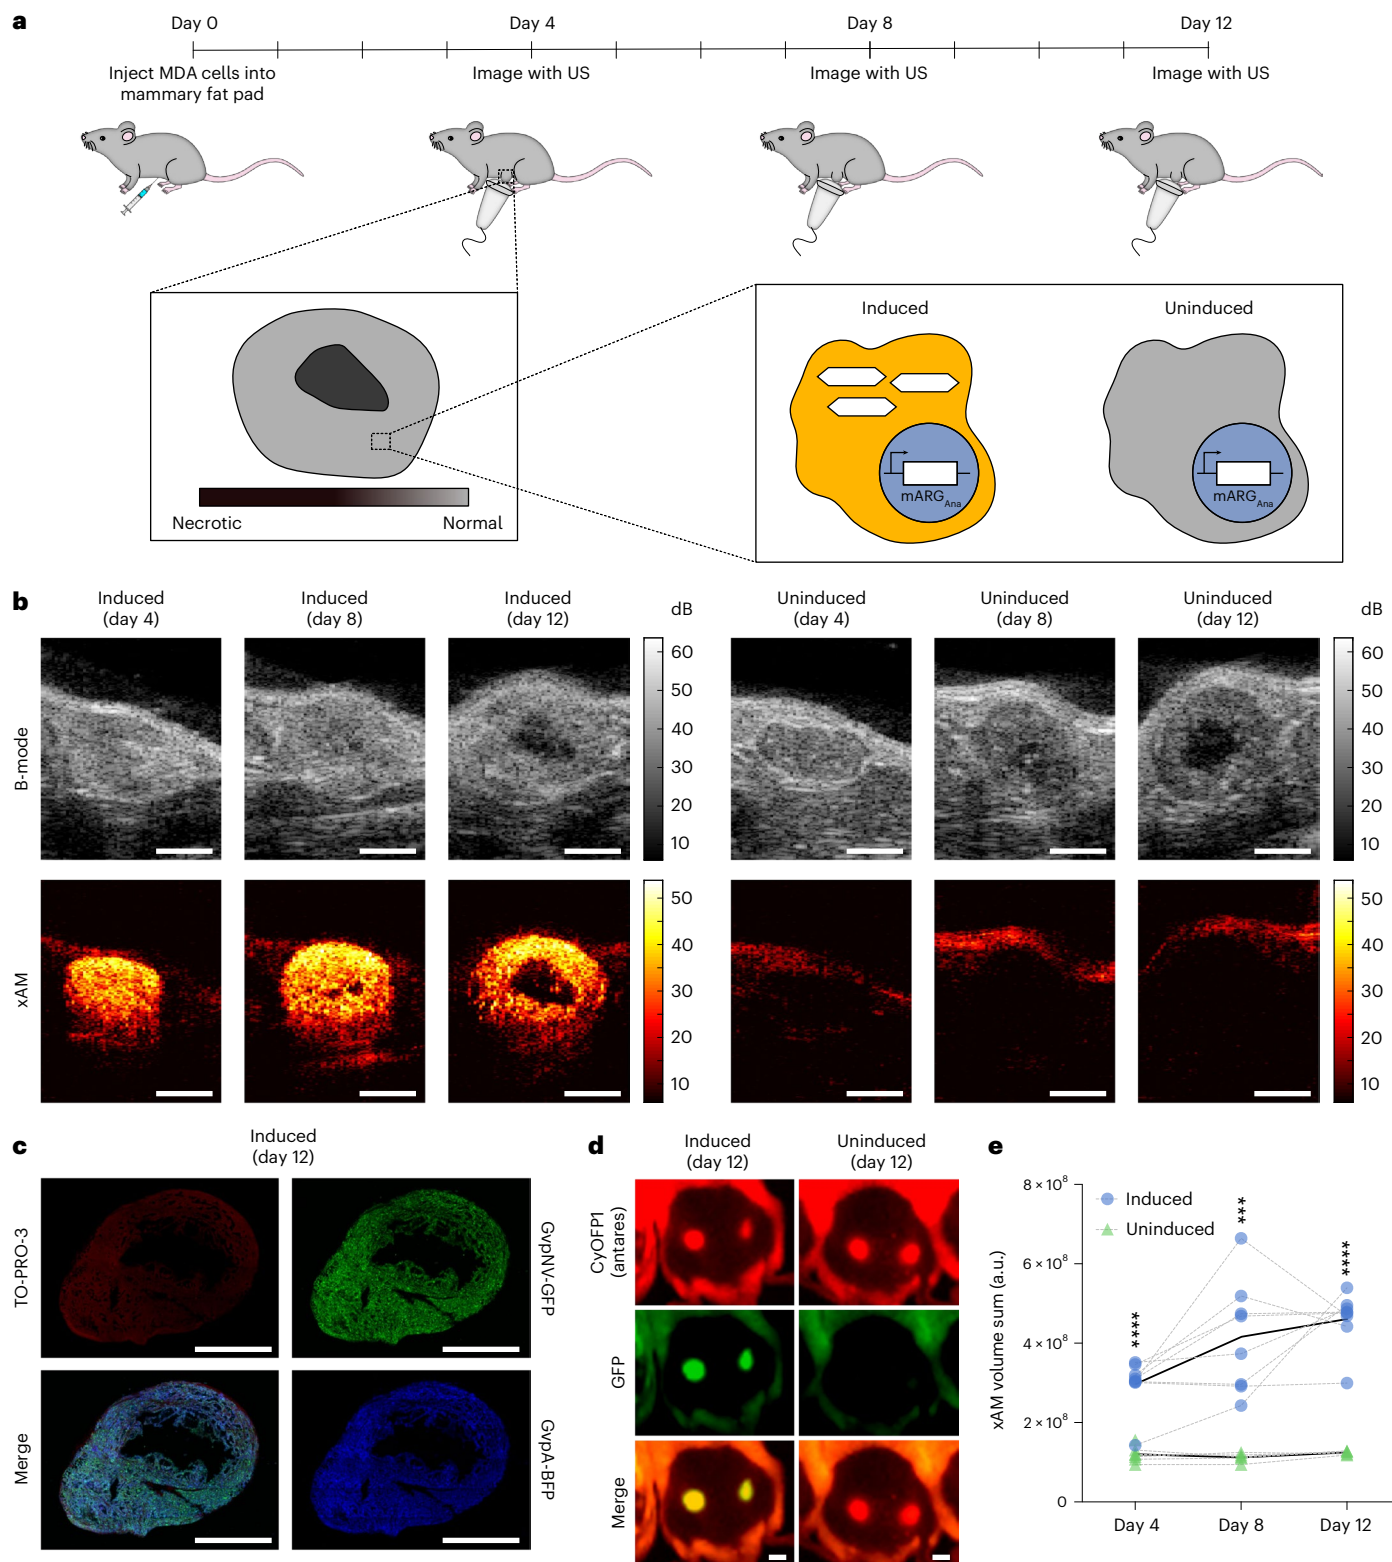 a
Day 0
Day 4
Day 8
Day 12
Inject MDA cells into
mammary fat pad
Image with US
Image with US
Image with US
Necrotic
Normal
Induced
Uninduced
mARG Ana
mARG Ana
b
Induced
(day 4)
Induced
(day 8)
Induced
(day 12)
dB
Uninduced
(day 4)
Uninduced
(day 8)
Uninduced
(day 12)
dB
B-mode
60
50
40
30
20
10
60
50
40
30
20
10
xAM
50
40
30
20
10
50
40
30
20
10
c
Induced
(day 12)
TO-PRO-3
GvpNV-GFP
Merge
GvpA-BFP
d
Induced
(day 12)
Uninduced
(day 12)
CyOFP1
(antares)
GFP
Merge
e
xAM volume sum (a.u.)
8 × 10⁸
6 × 10⁸
4 × 10⁸
2 × 10⁸
0
Induced
Uninduced
****
***
****
Day 4
Day 8
Day 12